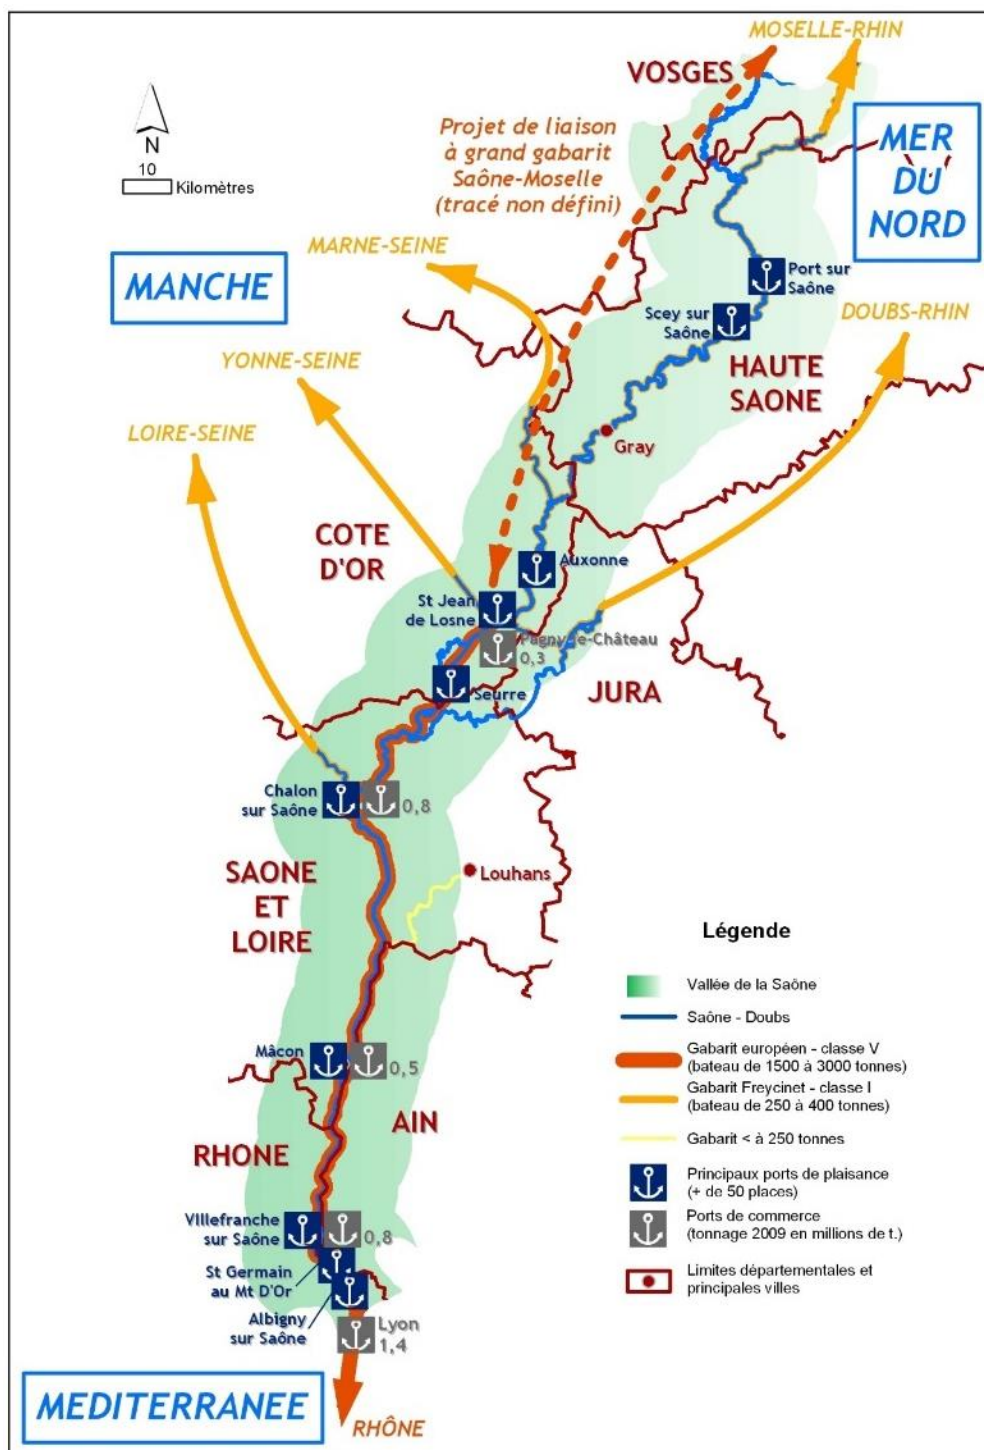 MOSELLE-RHIN
VOSGES
N
10
Kilomètres
Projet de liaison
à grand gabarit
Saône-Moselle
(tracé non défini)
MER
DU
NORD
MARNE-SEINE
MANCHE
Port sur
Saône
Scey sur
Saône
DOUBS-RHIN
YONNE-SEINE
HAUTE
SAONE
LOIRE-SEINE
Gray
COTE
D'OR
Auxonne
St Jean
de Losne
Pagny-le-Château
0,3
Seurre
JURA
Chalon
sur Saône
0,8
SAONE
ET
LOIRE
Louhans
Légende
Vallée de la Saône
Saône - Doubs
Gabarit européen - classe V
(bateau de 1500 à 3000 tonnes)
Gabarit Freycinet - classe I
(bateau de 250 à 400 tonnes)
Gabarit < à 250 tonnes
Principaux ports de plaisance
(+ de 50 places)
Ports de commerce
(tonnage 2009 en millions de t.)
Limites départementales et
principales villes
Mâcon
0,5
AIN
RHONE
Villefranche
sur Saône
0,8
St Germain
au Mt D'Or
Albigny
sur Saône
Lyon
1,4
MEDITERRANEE
RHÔNE